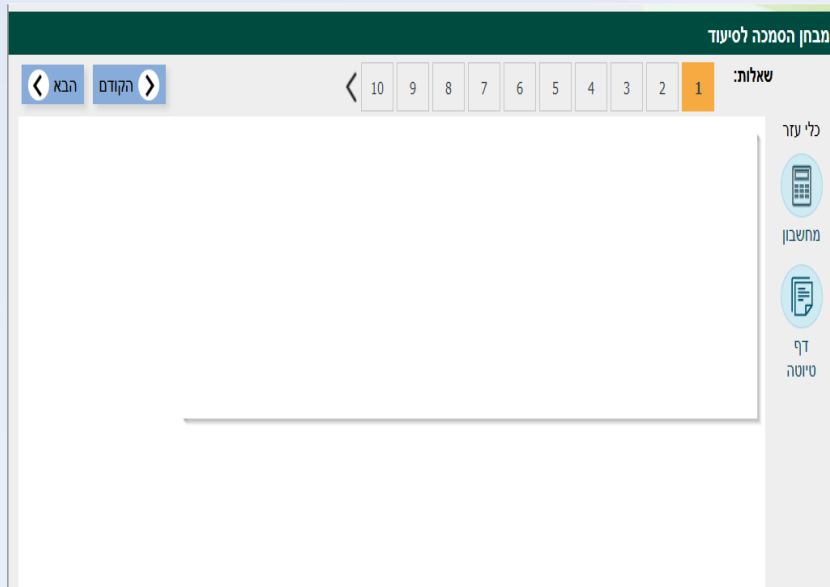 מבחן הסמכה לסיעוד
שאלות:
1 2 3 4 5 6 7 8 9 10
הקודם
הבא
כלי עזר
מחשבון
דף
טיוטה